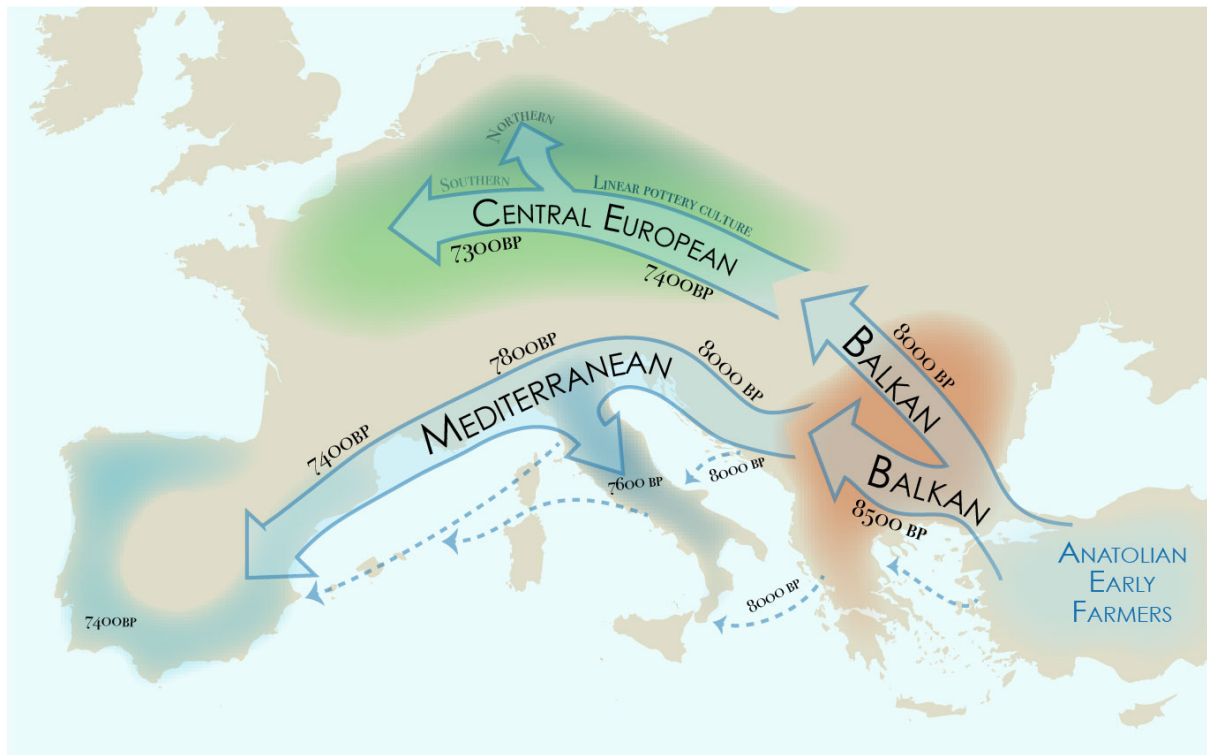 Northern
Southern
Linear pottery culture
Central European
7300BP
7400BP
8000 BP
Balkan
7800BP
8000 BP
Mediterranean
7400BP
7600 BP
8000 BP
Balkan
8500 BP
8000 BP
7400BP
Anatolian
Early
Farmers